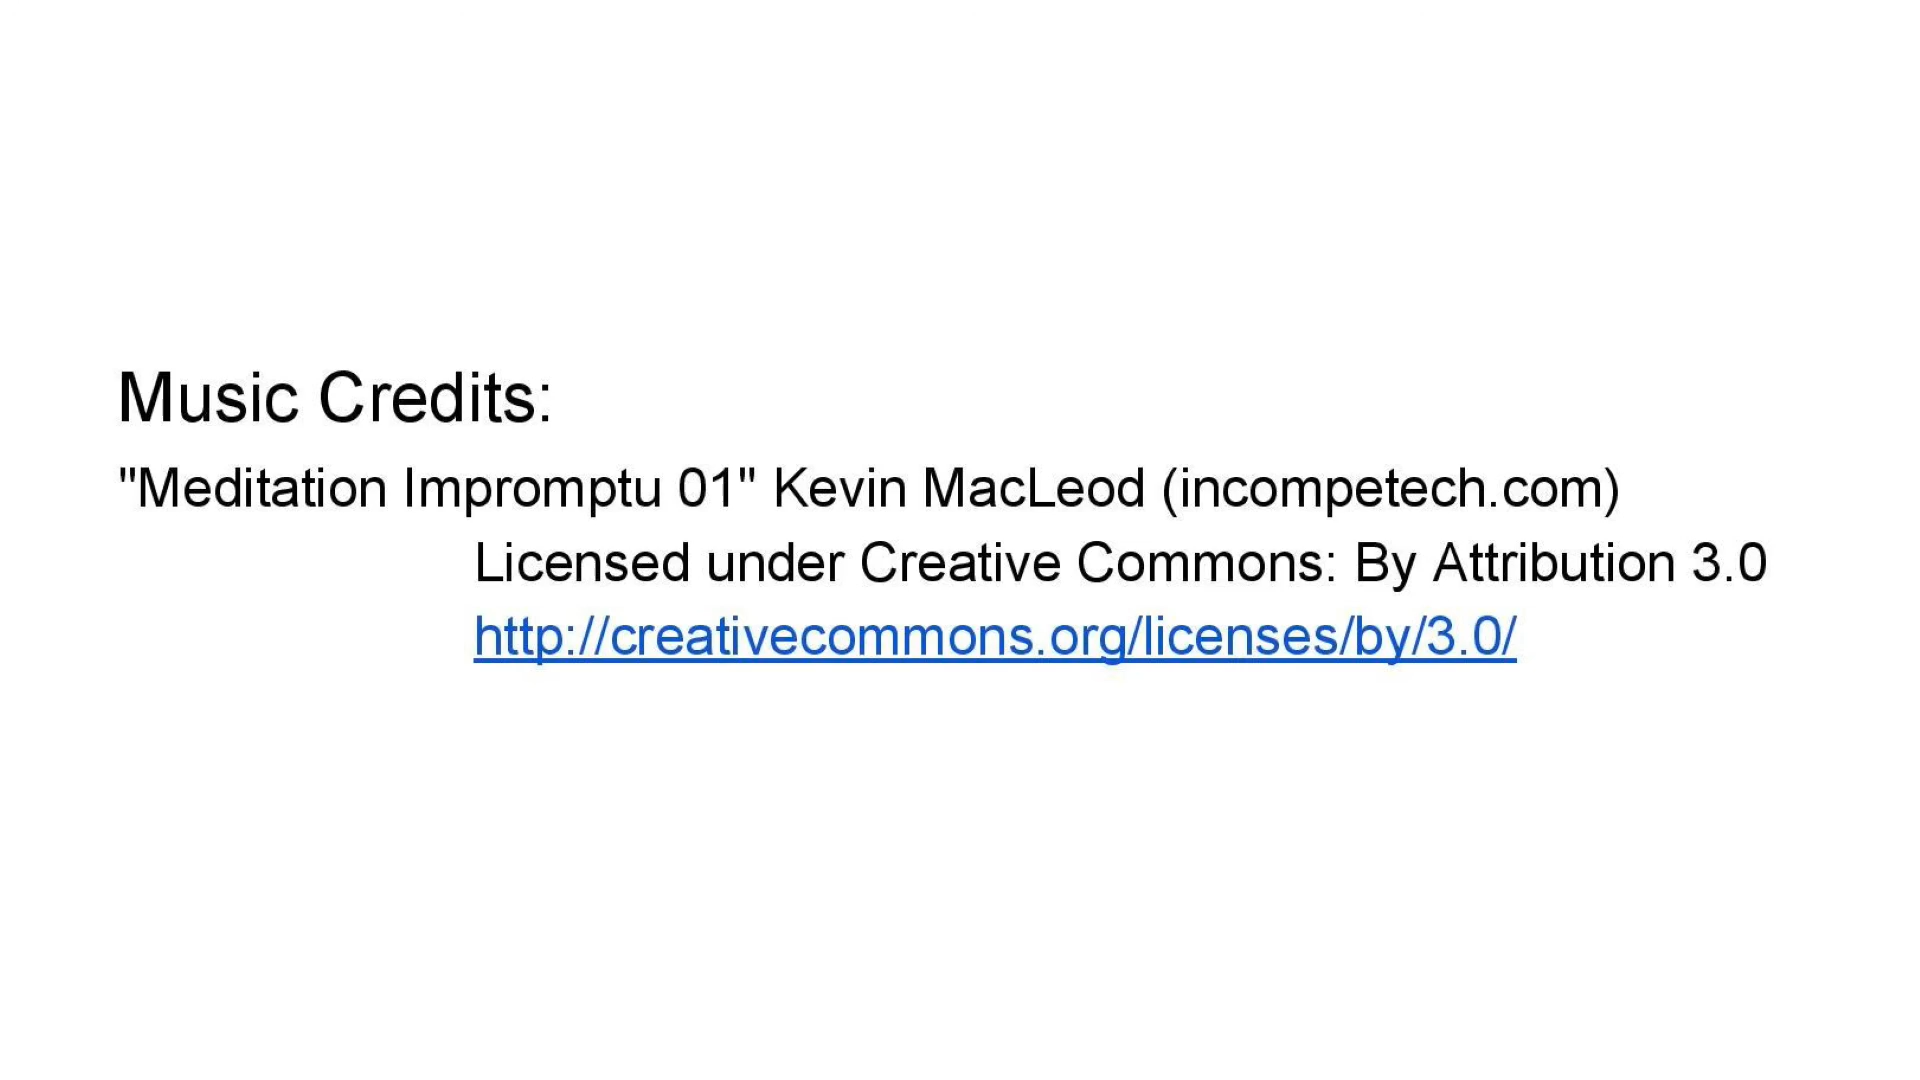 Music Credits:
"Meditation Impromptu 01" Kevin MacLeod (incompetech.com)
Licensed under Creative Commons: By Attribution 3.0
http://creativecommons.org/licenses/by/3.0/